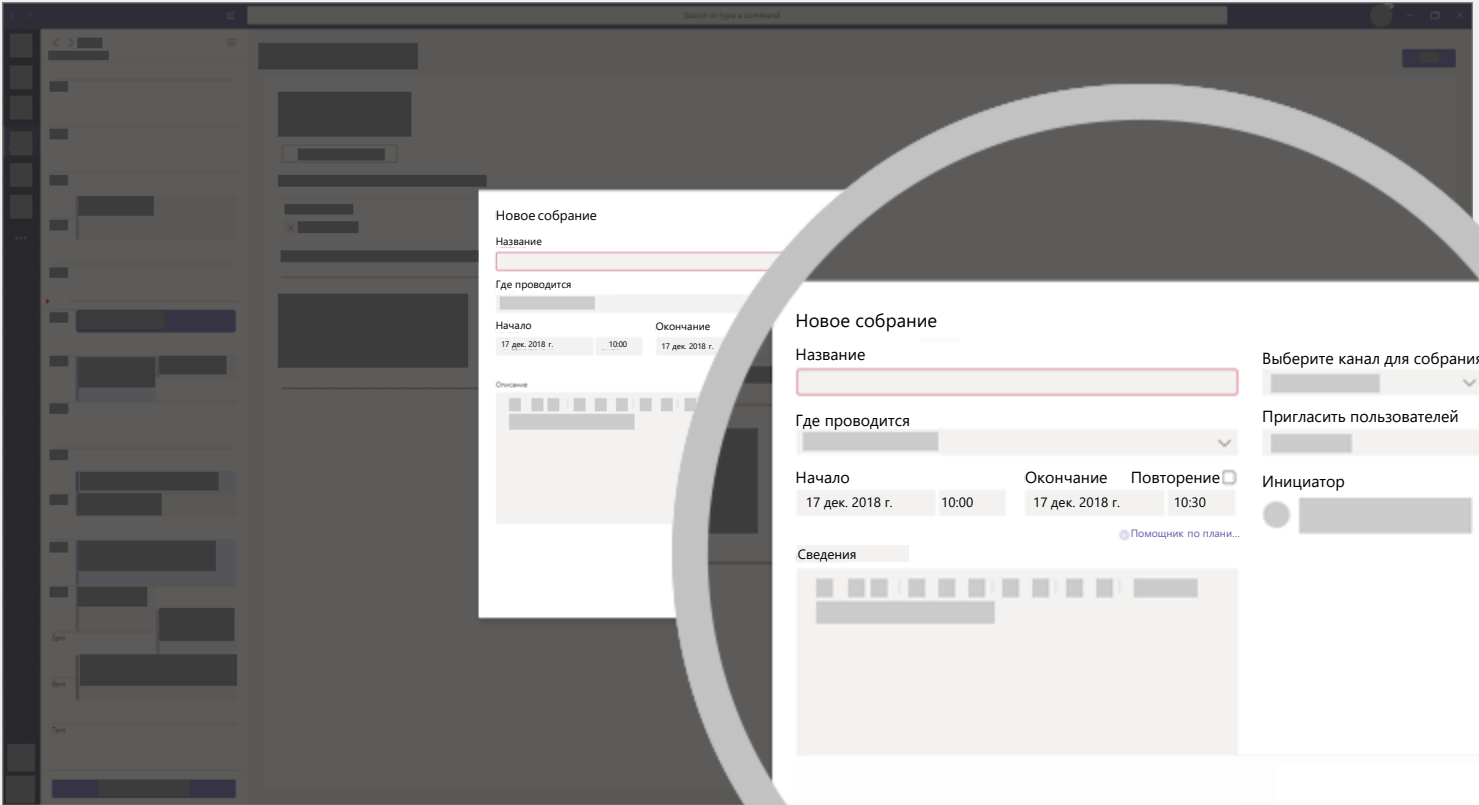 Search or type a command
Новое собрание
Название
Где проводится
Начало
Окончание
17 дек. 2018 г.
10:00
17 дек. 2018 г.
Описание
5pm
6pm
7pm
Новое собрание
Название
Выберите канал для собрания
Где проводится
Пригласить пользователей
Начало
Окончание
Повторение
Инициатор
17 дек. 2018 г.
10:00
17 дек. 2018 г.
10:30
Помощник по плани...
Сведения